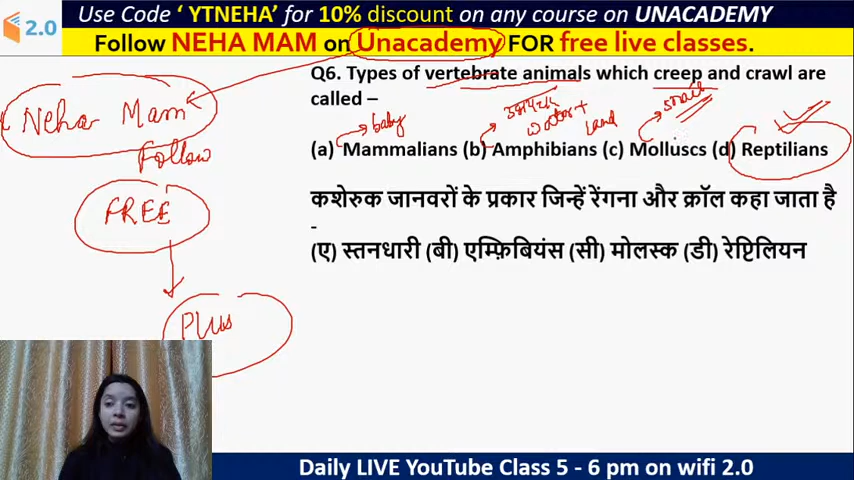 Use Code ‘ YTNEHA’ for 10% discount on any course on UNACADEMY
2.0
Follow NEHA MAM on Unacademy FOR free live classes.
Q6. Types of vertebrate animals which creep and crawl are
called –
Neha Mam
Follow
FREE
Plus
baby
उभयचर
water +
land
snail
(a) Mammalians (b) Amphibians (c) Molluscs (d) Reptilians
कशेरुक जानवरों के प्रकार जिन्हें रेंगना और क्रॉल कहा जाता है
-
(ए) स्तनधारी (बी) एम्फ़िबियंस (सी) मोलस्क (डी) रेप्टिलियन
Daily LIVE YouTube Class 5 - 6 pm on wifi 2.0